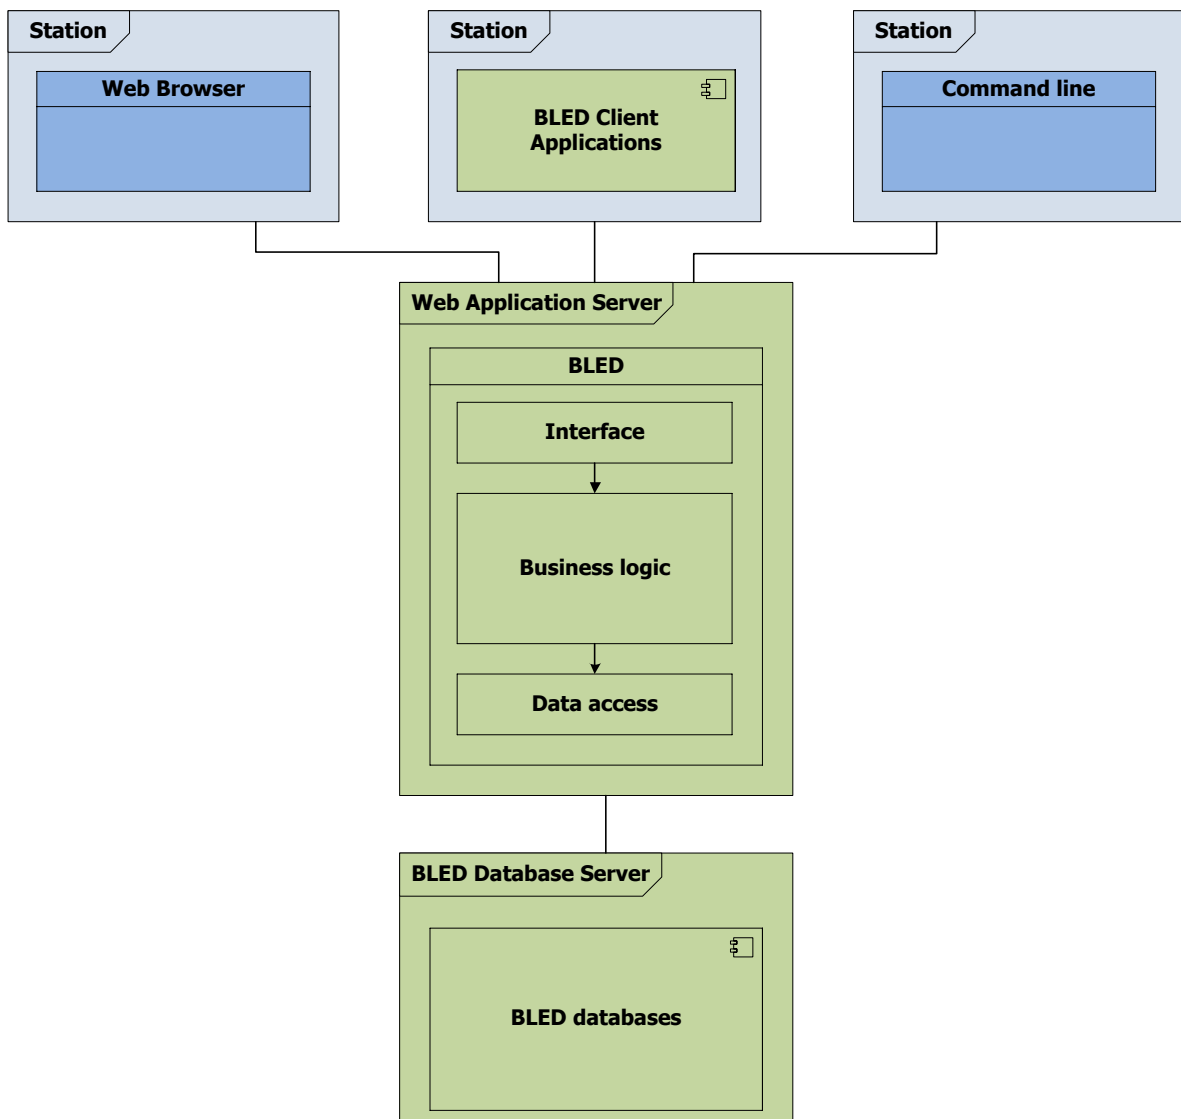 Station
Station
Station
Web Browser
BLED Client
Applications
Command line
Web Application Server
BLED
Interface
Business logic
Data access
BLED Database Server
BLED databases